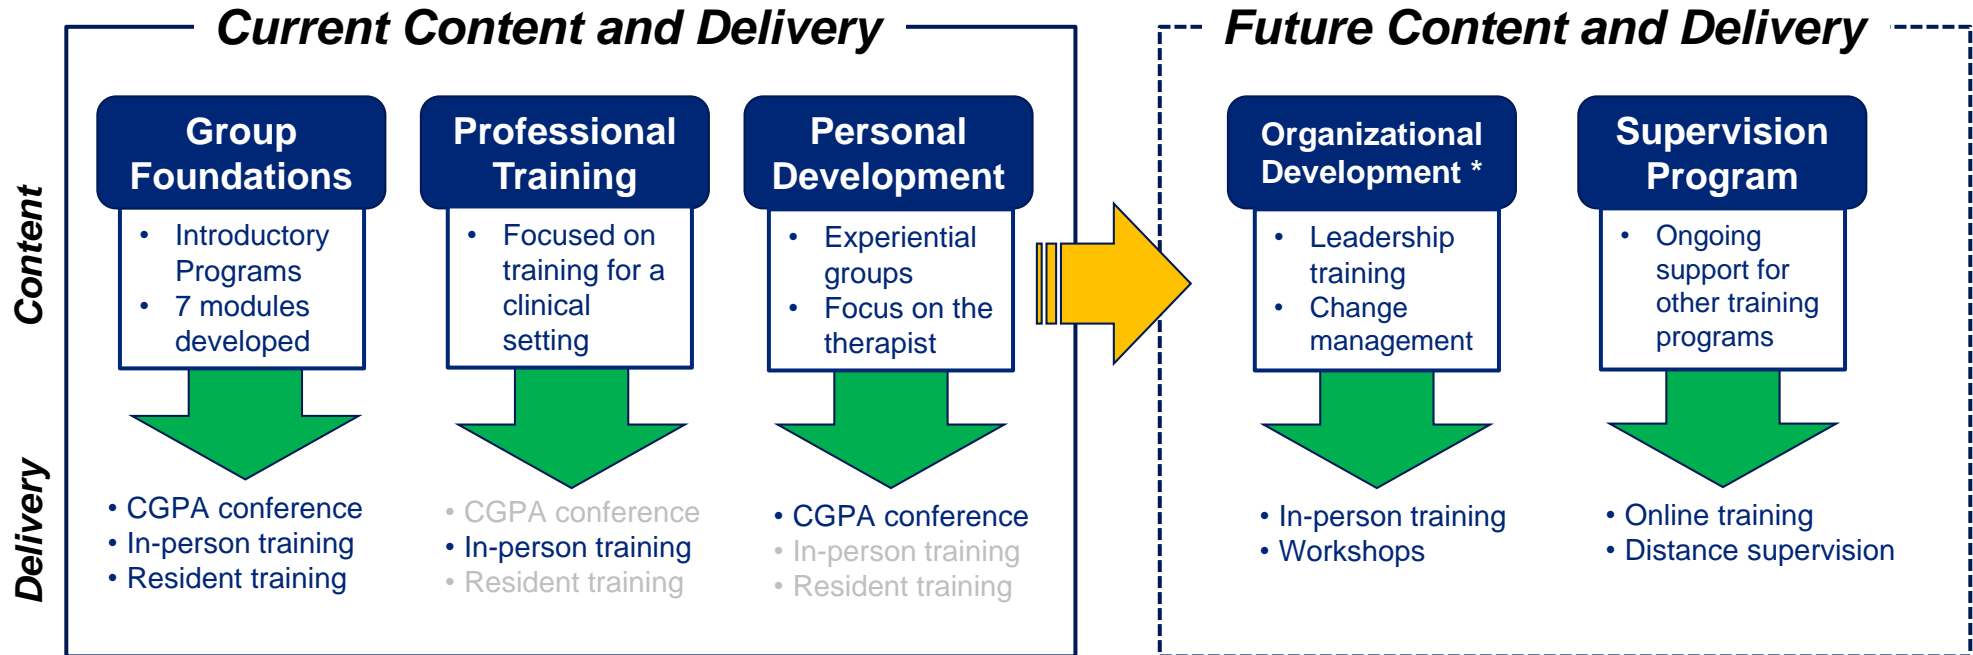 Current Content and Delivery
Group
Foundations
• Introductory
Programs
• 7 modules
developed
• CGPA conference
• In-person training
• Resident training
Professional
Training
• Focused on
training for a
clinical
setting
• CGPA conference
• In-person training
• Resident training
Personal
Development
• Experiential
groups
• Focus on the
therapist
• CGPA conference
• In-person training
• Resident training
Future Content and Delivery
Organizational
Development *
• Leadership
training
• Change
management
• In-person training
• Workshops
Supervision
Program
• Ongoing
support for
other training
programs
• Online training
• Distance supervision
Content
Delivery